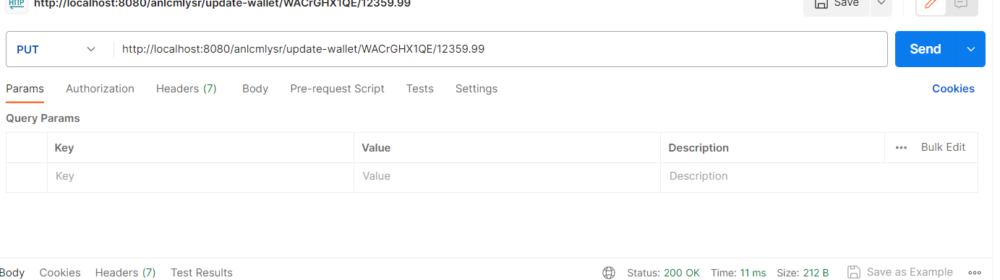 HTTP http://localhost:8080/anlcmlysr/update-wallet/WACrGHX1QE/12359.99 Save
PUT http://localhost:8080/anlcmlysr/update-wallet/WACrGHX1QE/12359.99 Send
Params Authorization Headers (7) Body Pre-request Script Tests Settings Cookies
Query Params
Key Value Description ••• Bulk Edit
Key Value Description
Body Cookies Headers (7) Test Results Status: 200 OK Time: 11 ms Size: 212 B Save as Example •••